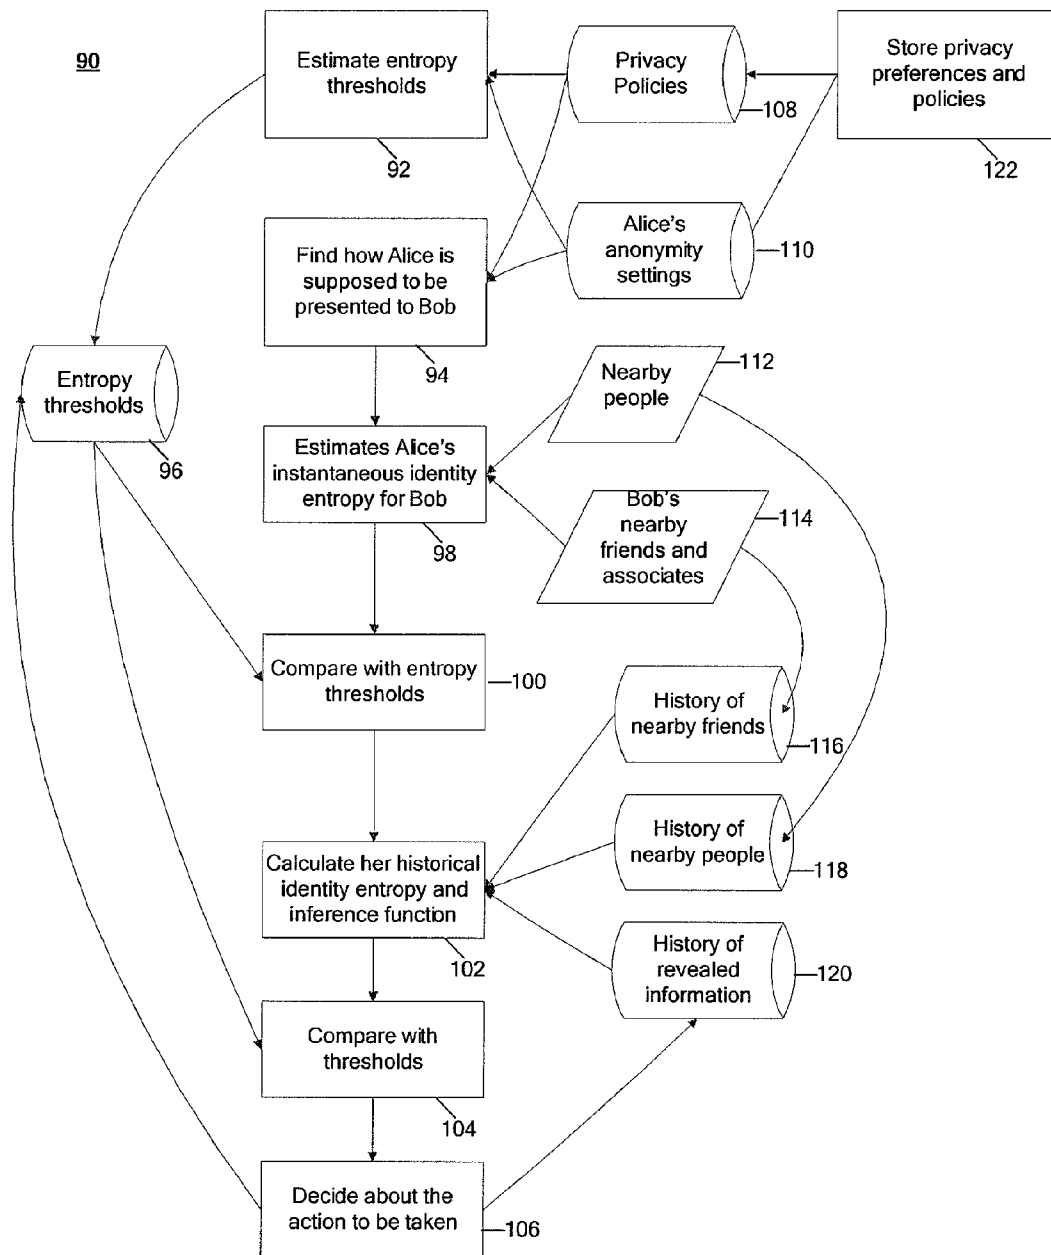 90
Estimate entropy
thresholds
92
Privacy
Policies
108
Store privacy
preferences and
policies
122
Find how Alice is
supposed to be
presented to Bob
94
Alice's
anonymity
settings
110
Entropy
thresholds
96
Nearby
people
112
Estimates Alice's
instantaneous identity
entropy for Bob
98
Bob's
nearby
friends and
associates
114
Compare with entropy
thresholds
100
History of
nearby friends
116
Calculate her historical
identity entropy and
inference function
102
History of
nearby people
118
History of
revealed
information
120
Compare with
thresholds
104
Decide about the
action to be taken
106